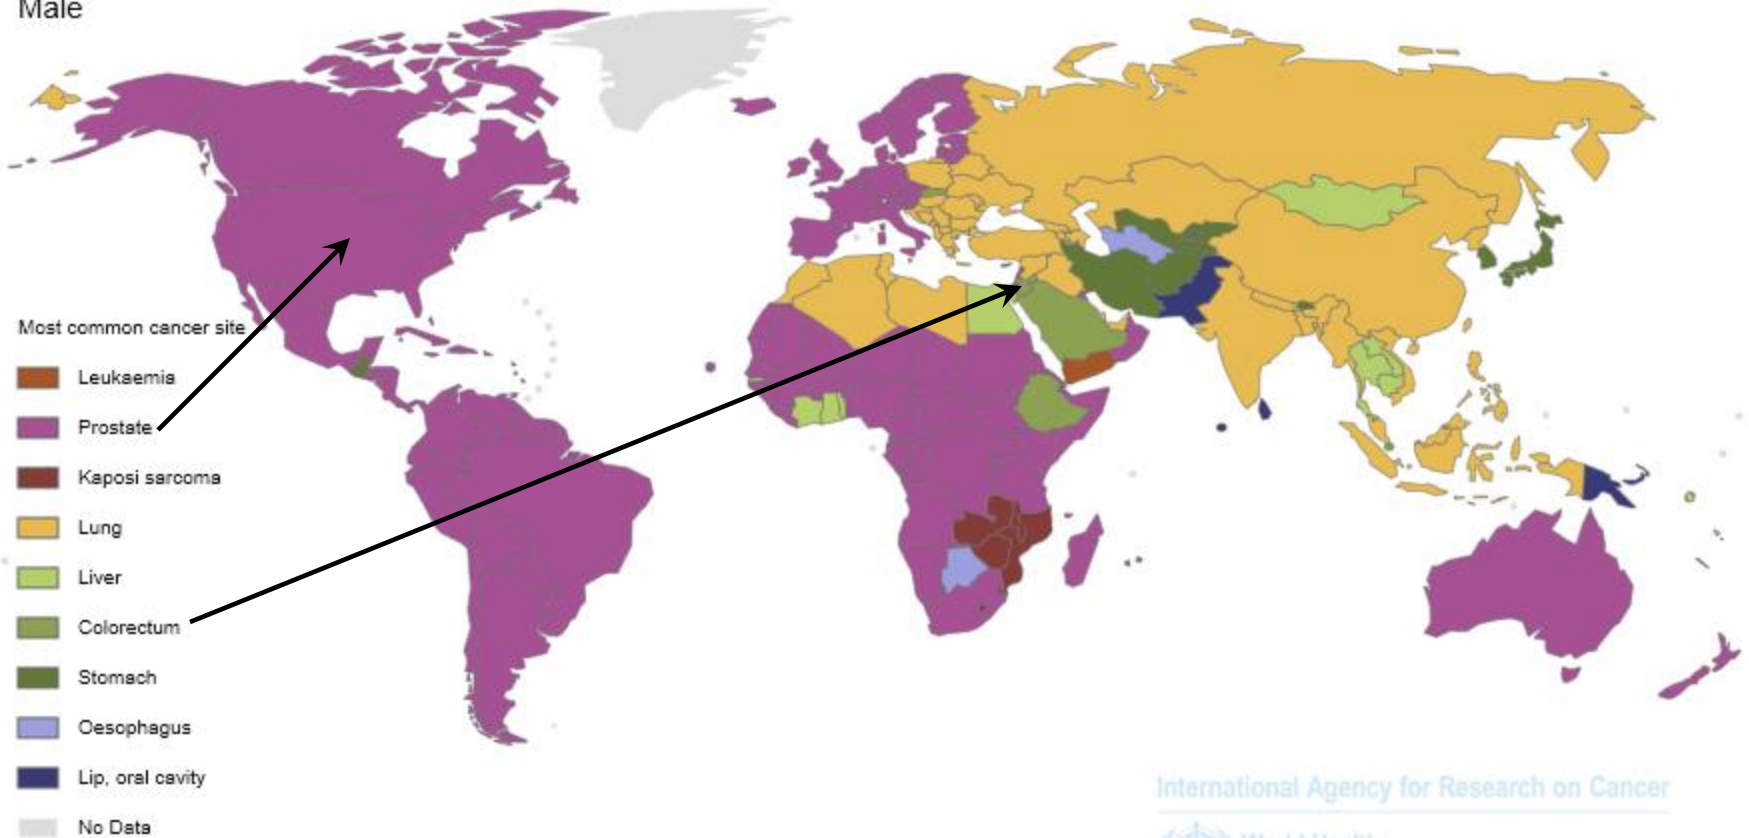 Male
Most common cancer site
Leukaemia
Prostate
Kaposi sarcoma
Lung
Liver
Colorectum
Stomach
Oesophagus
Lip, oral cavity
No Data
International Agency for Research on Cancer